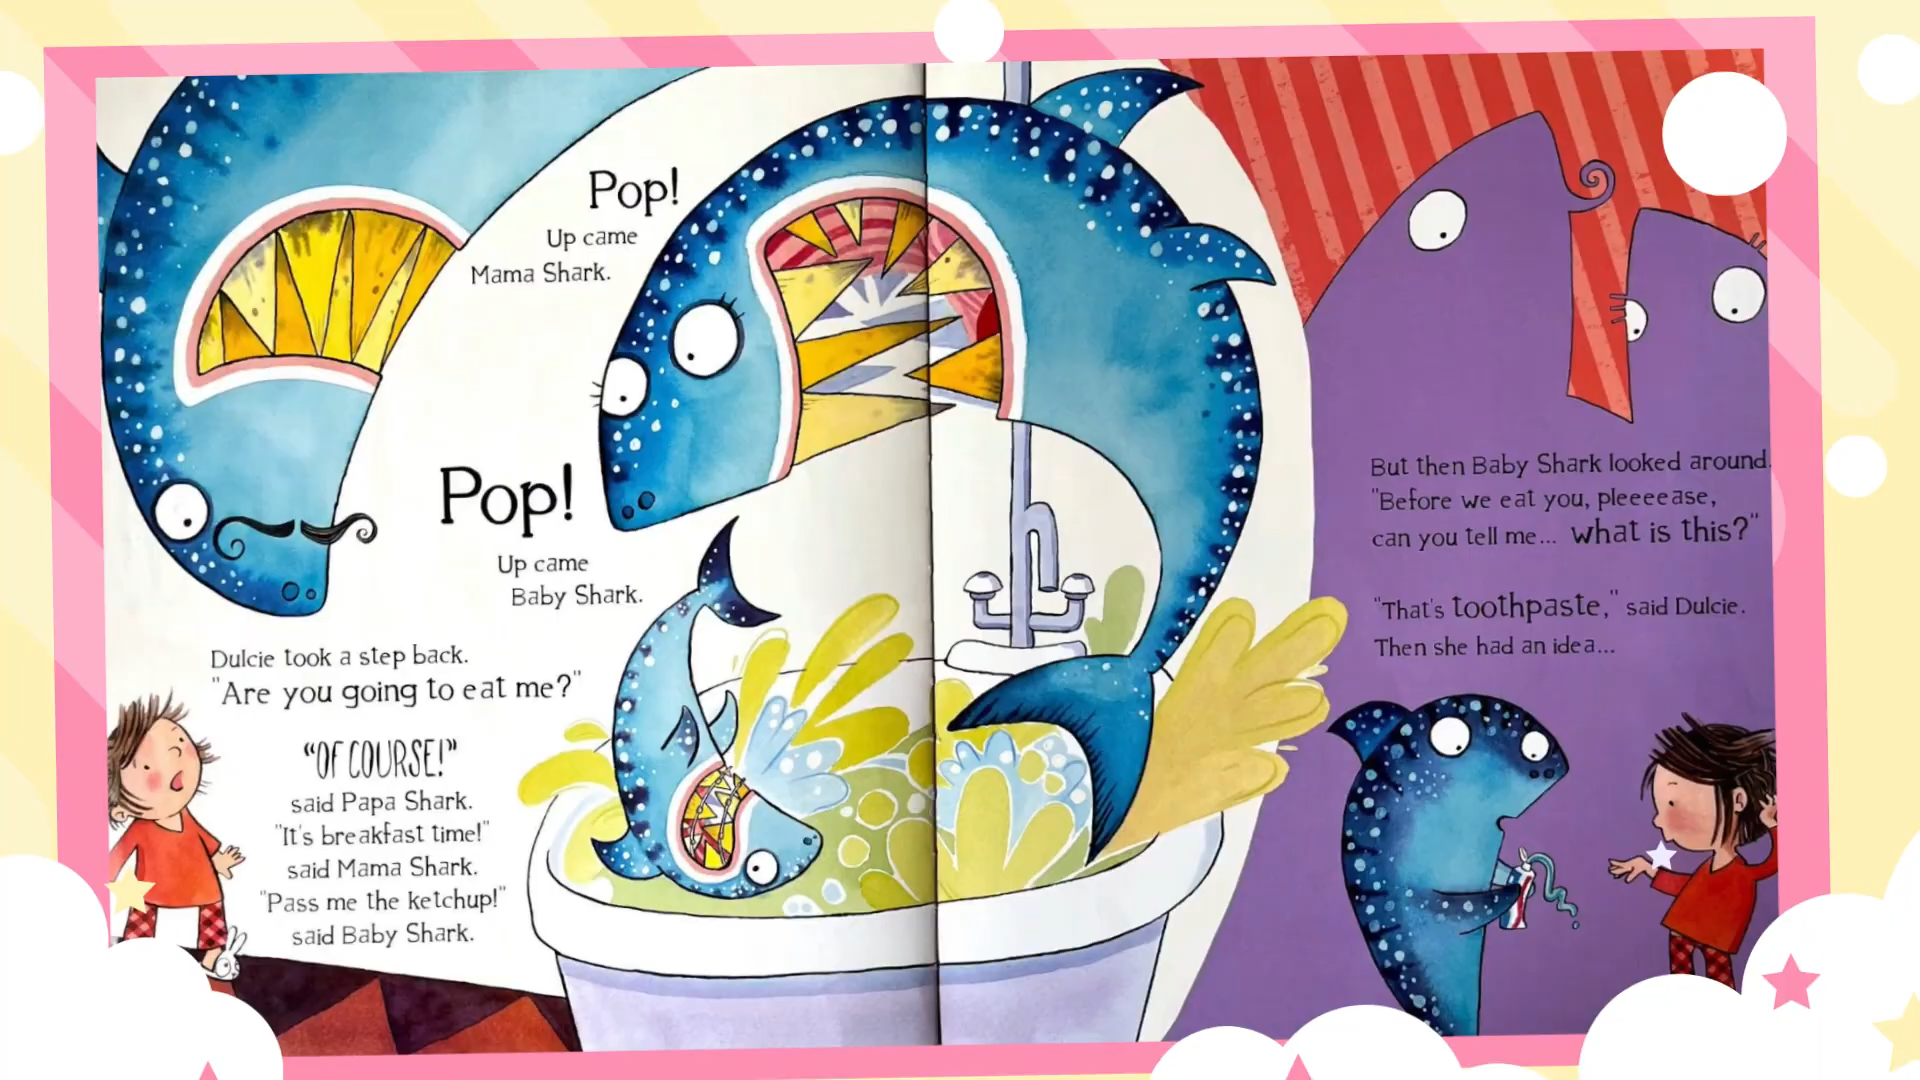 Pop!
Up came
Mama Shark.
Pop!
Up came
Baby Shark.
Dulcie took a step back.
"Are you going to eat me?"
"OF COURSE!"
said Papa Shark.
"It's breakfast time!"
said Mama Shark.
"Pass me the ketchup!"
said Baby Shark.
But then Baby Shark looked around.
"Before we eat you, pleeeease,
can you tell me... what is this?"
"That's toothpaste," said Dulcie.
Then she had an idea...